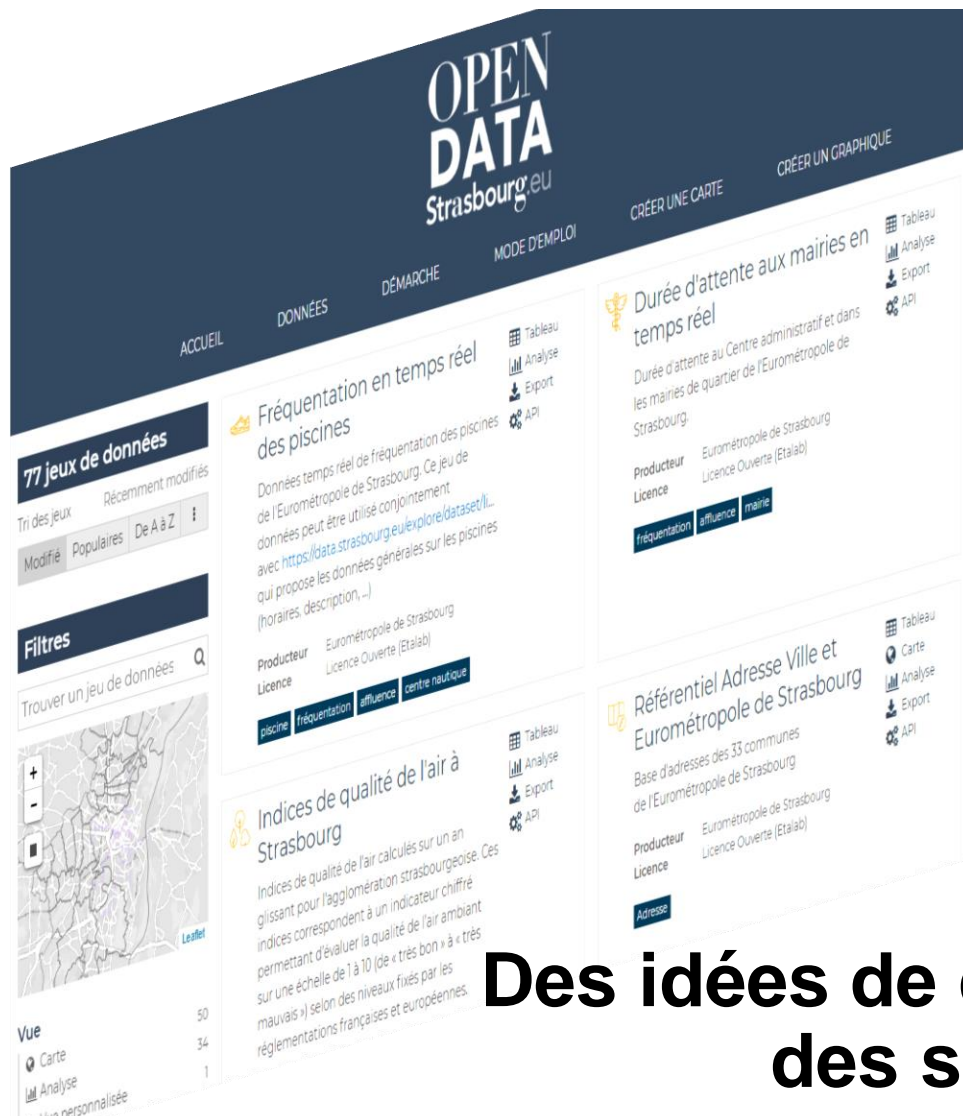 OPEN
DATA
Strasbourg.eu
ACCUEIL
DONNÉES
DÉMARCHE
MODE D'EMPLOI
CRÉER UNE CARTE
CRÉER UN GRAPHIQUE
77 jeux de données
Tri des jeux
Récemment modifiés
Modifié
Populaires
De A à Z
Filtres
Trouver un jeu de données
+
-
Leaflet
Vue
Carte 50
Analyse 34
personnalisée 1
Fréquentation en temps réel
des piscines
Données temps réel de fréquentation des piscines
de l'Eurométropole de Strasbourg. Ce jeu de
données peut être utilisé conjointement
avec https://data.strasbourg.eu/explore/dataset/li...
qui propose les données générales sur les piscines
(horaires, description, ...)
Producteur Eurométropole de Strasbourg
Licence Licence Ouverte (Etalab)
piscine
fréquentation
affluence
centre nautique
Tableau
Analyse
Export
API
Durée d'attente aux mairies en
temps réel
Durée d'attente au Centre administratif et dans
les mairies de quartier de l'Eurométropole de
Strasbourg.
Producteur Eurométropole de Strasbourg
Licence Licence Ouverte (Etalab)
fréquentation
affluence
mairie
Tableau
Analyse
Export
API
Indices de qualité de l'air à
Strasbourg
Indices de qualité de l'air calculés sur un an
glissant pour l'agglomération strasbourgeoise. Ces
indices correspondent à un indicateur chiffré
permettant d'évaluer la qualité de l'air ambiant
sur une échelle de 1 à 10 (de « très bon » à « très
mauvais ») selon des niveaux fixés par les
réglementations françaises et européennes.
Tableau
Analyse
Export
API
Référentiel Adresse Ville et
Eurométropole de Strasbourg
Base d'adresses des 33 communes
de l'Eurométropole de Strasbourg
Producteur Eurométropole de Strasbourg
Licence Licence Ouverte (Etalab)
Adresse
Tableau
Carte
Analyse
Export
API
Des idées de
des s